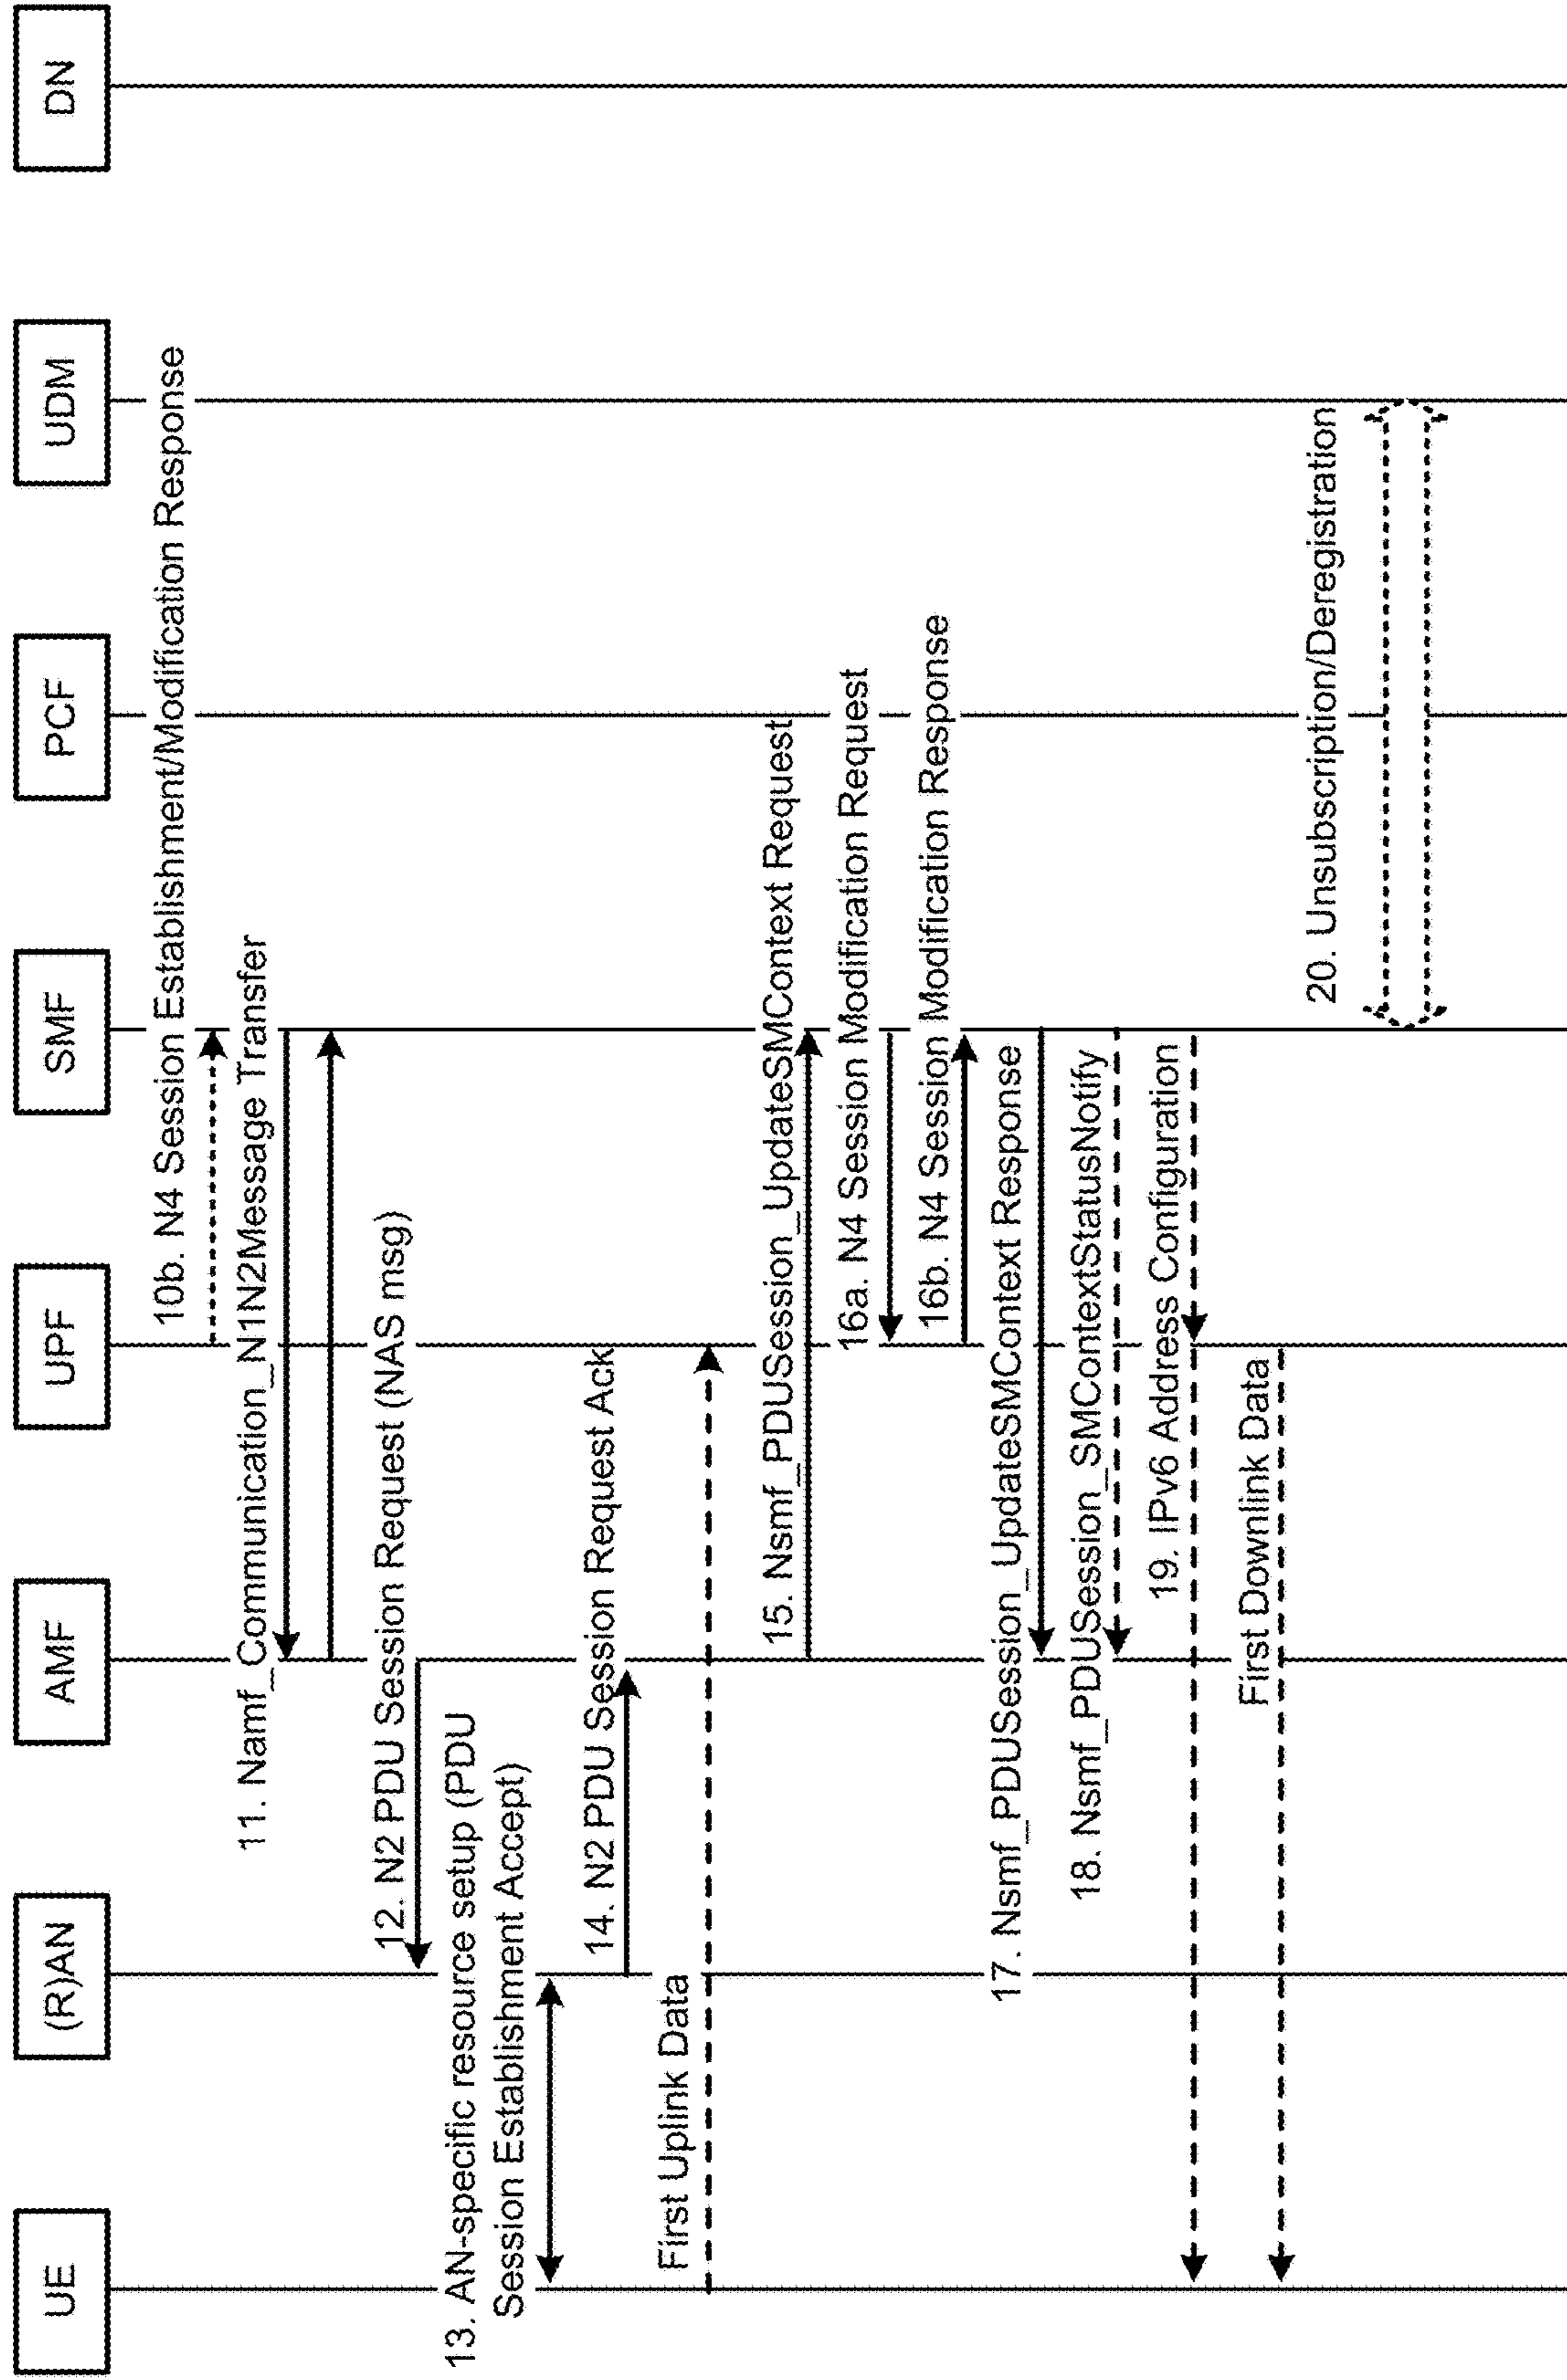 UE
(R)AN
AMF
UPF
SMF
PCF
UDM
DN
10b. N4 Session Establishment/Modification Response
11. Namf_Communication_N1N2Message Transfer
12. N2 PDU Session Request (NAS msg)
13. AN-specific resource setup (PDU
Session Establishment Accept)
14. N2 PDU Session Request Ack
First Uplink Data
15. Nsmf_PDUSession_UpdateSMContext Request
16a. N4 Session Modification Request
16b. N4 Session Modification Response
17. Nsmf_PDUSession_UpdateSMContext Response
18. Nsmf_PDUSession_SMContextStatusNotify
19. IPv6 Address Configuration
First Downlink Data
20. Unsubscription/Deregistration